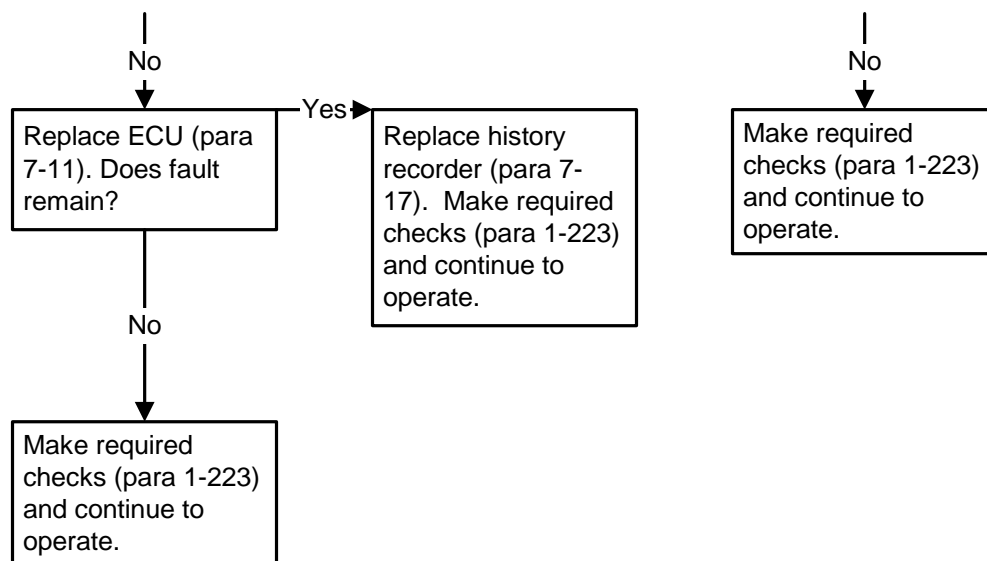 No
No
Replace ECU (para
7-11). Does fault
remain?
Yes
Replace history
recorder (para 7-
17).  Make required
checks (para 1-223)
and continue to
operate.
Make required
checks (para 1-223)
and continue to
operate.
No
Make required
checks (para 1-223)
and continue to
operate.